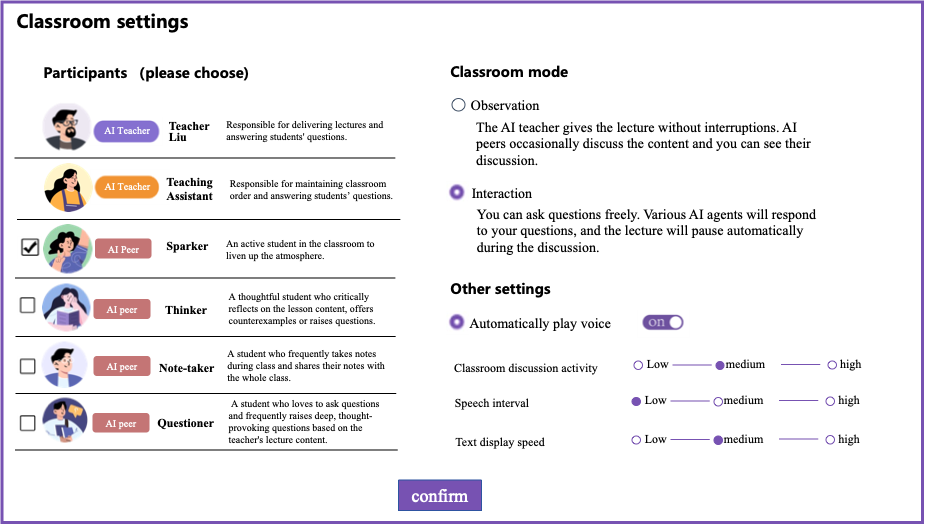 Classroom settings
Participants (please choose)
AI Teacher
Teacher
Liu
Responsible for delivering lectures and
answering students' questions.
AI Teacher
Teaching
Assistant
Responsible for maintaining classroom
order and answering students' questions.
AI Peer
Sparker
An active student in the classroom to
liven up the atmosphere.
AI peer
Thinker
A thoughtful student who critically
reflects on the lesson content, offers
counterexamples or raises questions.
AI peer
Note-taker
A student who frequently takes notes
during class and shares their notes with
the whole class.
AI peer
Questioner
A student who loves to ask questions
and frequently raises deep, thought-
provoking questions based on the
teacher's lecture content.
Classroom mode
Observation
The AI teacher gives the lecture without interruptions. AI
peers occasionally discuss the content and you can see their
discussion.
Interaction
You can ask questions freely. Various AI agents will respond
to your questions, and the lecture will pause automatically
during the discussion.
Other settings
Automatically play voice on
Classroom discussion activity Low medium high
Speech interval Low medium high
Text display speed Low medium high
confirm